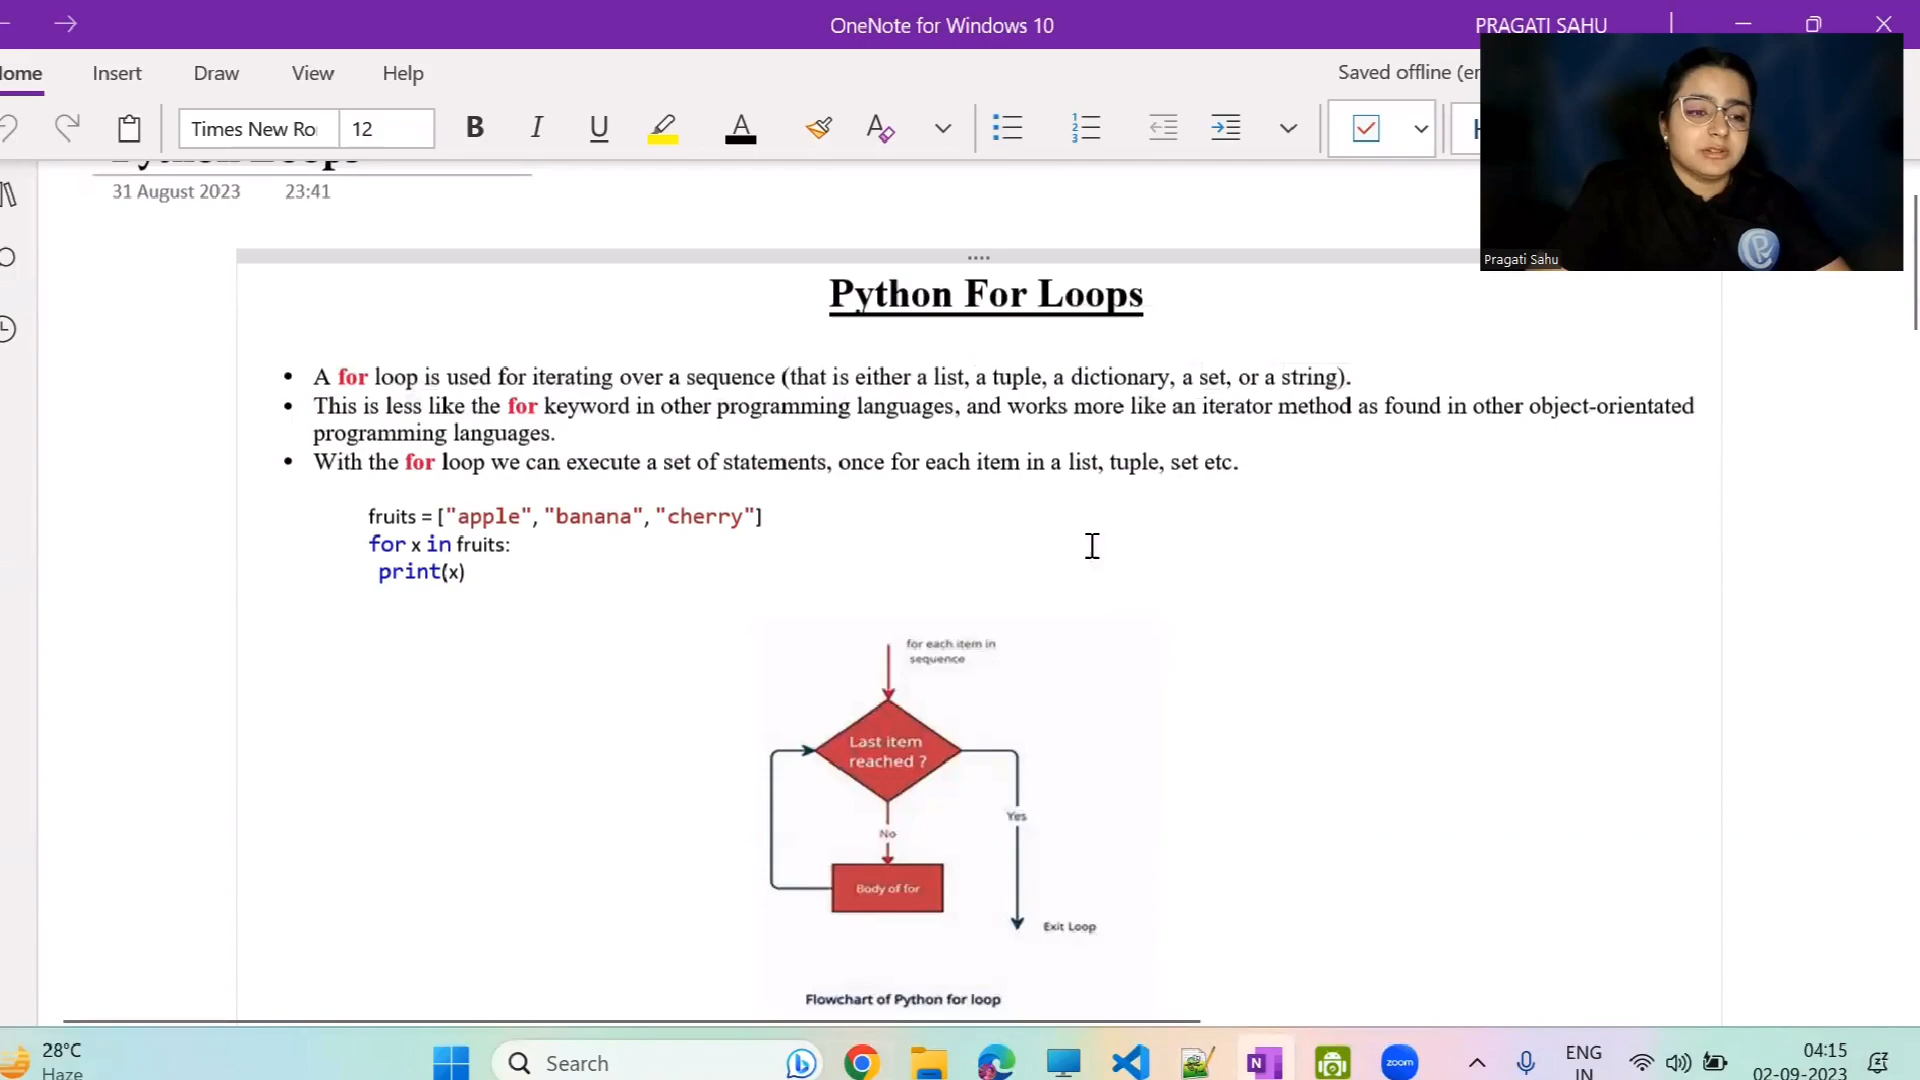 OneNote for Windows 10
PRAGATI SAHU
Insert
Draw
View
Help
Saved offline
12
B
I
U
A
Python Loops
31 August 2023
23:41
Pragati Sahu
Python For Loops
• A for loop is used for iterating over a sequence (that is either a list, a tuple, a dictionary, a set, or a string).
• This is less like the for keyword in other programming languages, and works more like an iterator method as found in other object-orientated
programming languages.
• With the for loop we can execute a set of statements, once for each item in a list, tuple, set etc.
fruits = ["apple", "banana", "cherry"]
for x in fruits:
print(x)
for each item in
sequence
Last item
reached ?
Yes
No
Body of for
Exit Loop
Flowchart of Python for loop
28°C
Haze
Search
zoom
ENG
IN
04:15
02-09-2023